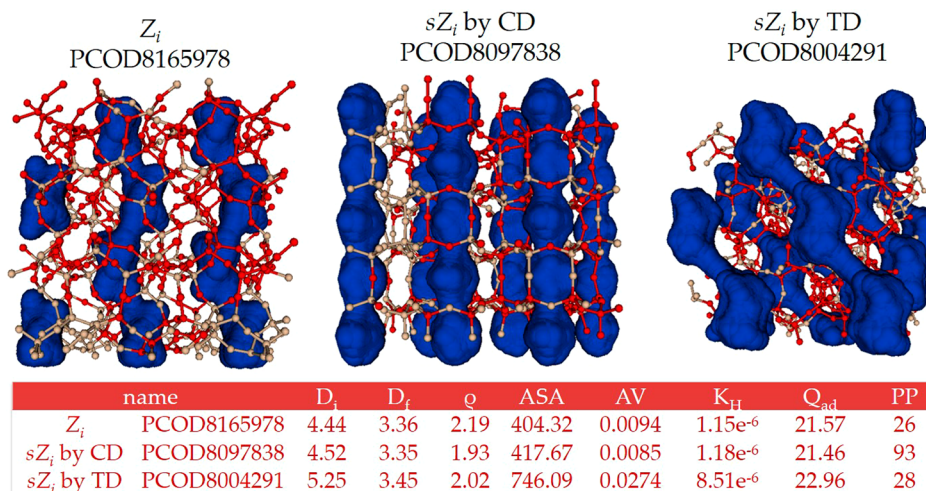 Zi
PCOD8165978
sZi by CD
PCOD8097838
sZi by TD
PCOD8004291
name Di Df ϱ ASA AV KH Qad PP
Zi PCOD8165978 4.44 3.36 2.19 404.32 0.0094 1.15e-6 21.57 26
sZi by CD PCOD8097838 4.52 3.35 1.93 417.67 0.0085 1.18e-6 21.46 93
sZi by TD PCOD8004291 5.25 3.45 2.02 746.09 0.0274 8.51e-6 22.96 28